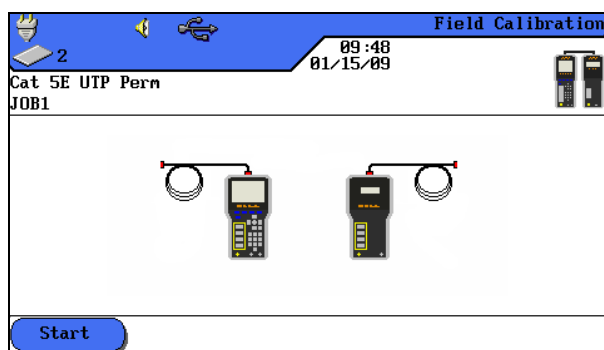 Field Calibration
2
09:48
01/15/09
Cat 5E UTP Perm
JOB1
Start